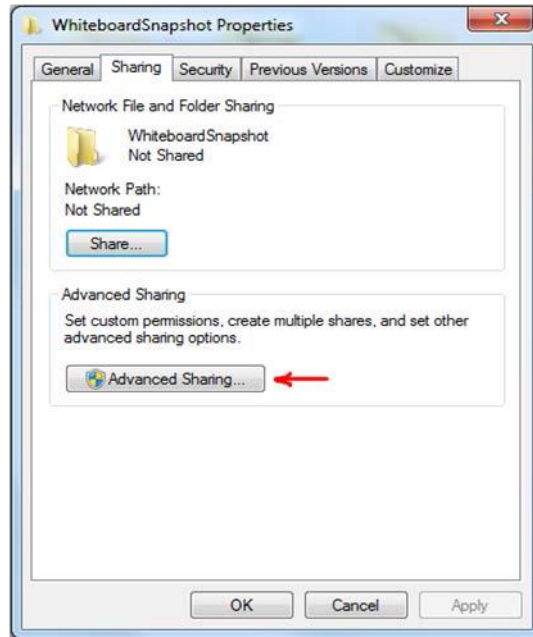 WhiteboardSnapshot Properties
General Sharing Security Previous Versions Customize
Network File and Folder Sharing
WhiteboardSnapshot
Not Shared
Network Path:
Not Shared
Share...
Advanced Sharing
Set custom permissions, create multiple shares, and set other
advanced sharing options.
Advanced Sharing...
OK Cancel Apply